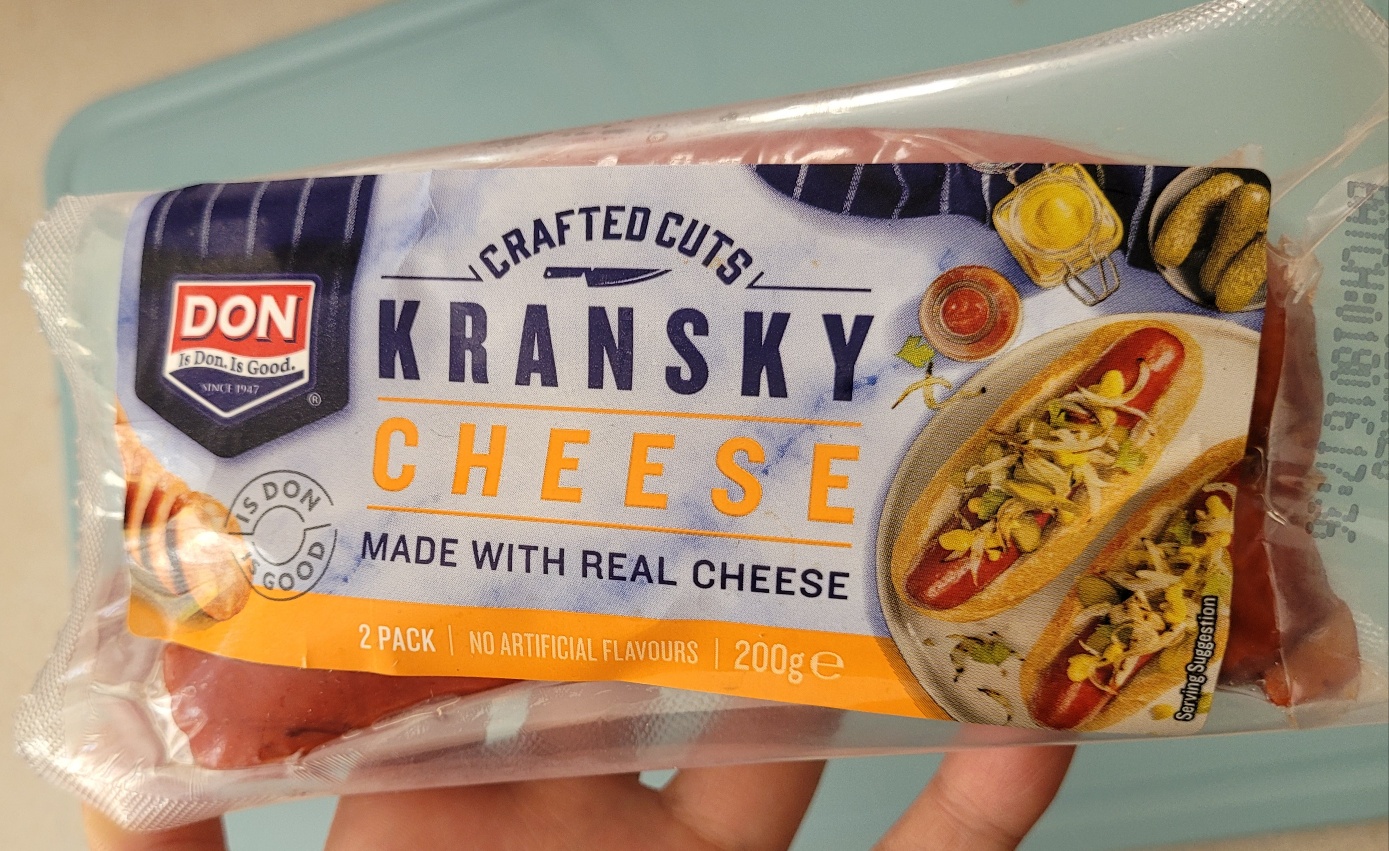 CRAFTED CUTS
DON
Is Don. Is Good.
SINCE 1947
®
KRANSKY
CHEESE
MADE WITH REAL CHEESE
IS DON
IS GOOD
2 PACK | NO ARTIFICIAL FLAVOURS | 200g e
Serving Suggestion